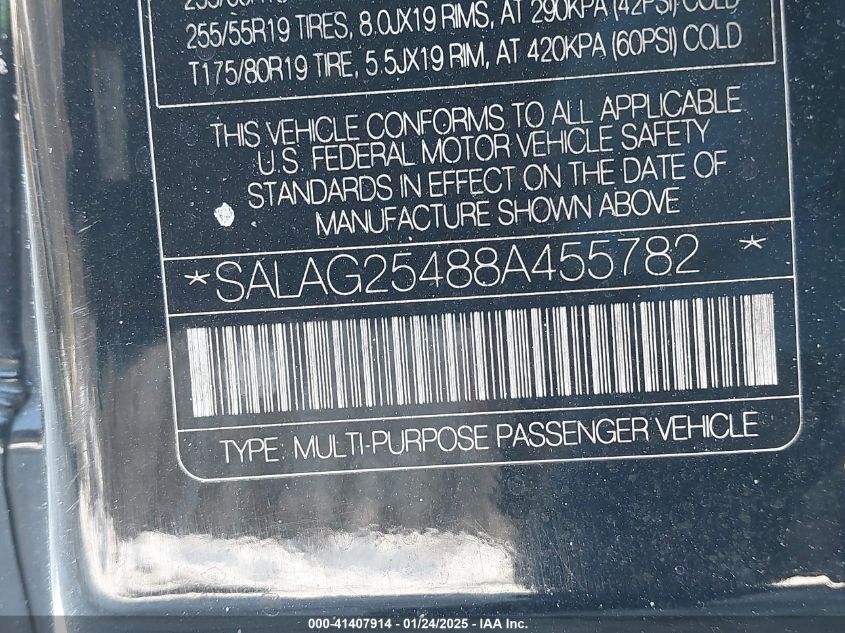 255/55R19 TIRES, 8.0JX19 RIMS, AT 290KPA (42PSI) COLD
T175/80R19 TIRE, 5.5JX19 RIM, AT 420KPA (60PSI) COLD
THIS VEHICLE CONFORMS TO ALL APPLICABLE
U.S. FEDERAL MOTOR VEHICLE SAFETY
STANDARDS IN EFFECT ON THE DATE OF
MANUFACTURE SHOWN ABOVE
*SALAG25488A455782 *
TYPE: MULTI-PURPOSE PASSENGER VEHICLE
000-41407914 - 01/24/2025 - IAA Inc.